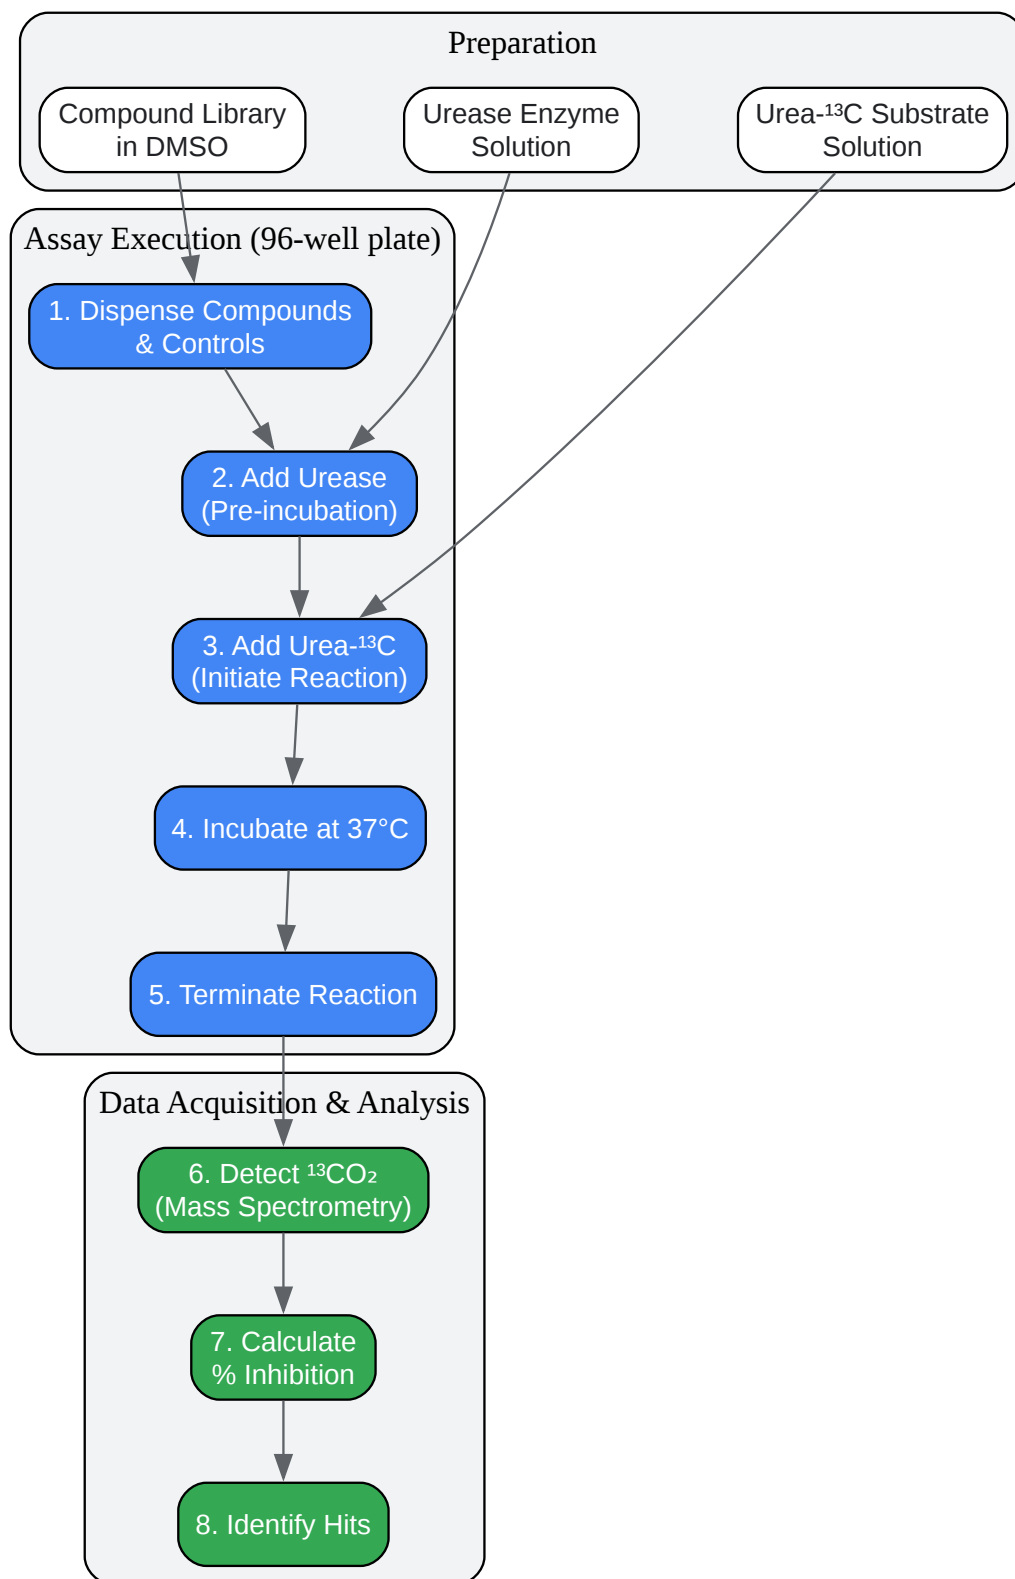 Preparation
Compound Library
in DMSO
Urease Enzyme
Solution
Urea-¹³C Substrate
Solution
Assay Execution (96-well plate)
1. Dispense Compounds
& Controls
2. Add Urease
(Pre-incubation)
3. Add Urea-¹³C
(Initiate Reaction)
4. Incubate at 37°C
5. Terminate Reaction
Data Acquisition & Analysis
6. Detect ¹³CO₂
(Mass Spectrometry)
7. Calculate
% Inhibition
8. Identify Hits